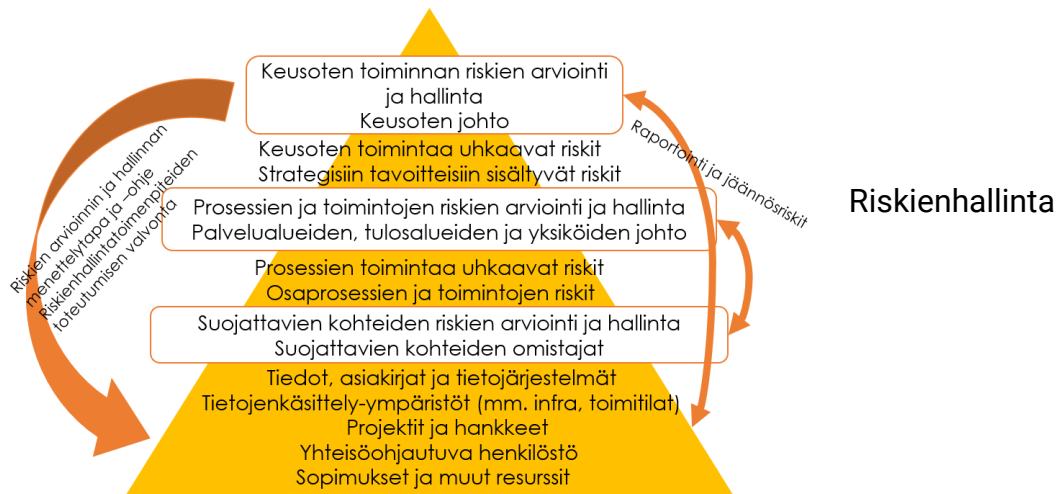 Keusoten toiminnan riskien arviointi
ja hallinta
Keusoten johto
Keusoten toimintaa uhkaavat riskit
Strategisiin tavoitteisiin sisältyvät riskit
Prosessien ja toimintojen riskien arviointi ja hallinta
Palvelualueiden, tulosalueiden ja yksiköiden johto
Prosessien toimintaa uhkaavat riskit
Osaprosessien ja toimintojen riskit
Suojattavien kohteiden riskien arviointi ja hallinta
Suojattavien kohteiden omistajat
Tiedot, asiakirjat ja tietojärjestelmät
Tietojenkäsittely-ympäristöt (mm. infra, toimitilat)
Projektit ja hankkeet
Yhteisöohjautuva henkilöstö
Sopimukset ja muut resurssit
Riskien arvioinnin ja hallinnan
menettelytapa ja –ohje
Riskienhallintatoimenpiteiden
toteutumisen valvonta
Raportointi ja jäännösriskit
Riskienhallinta